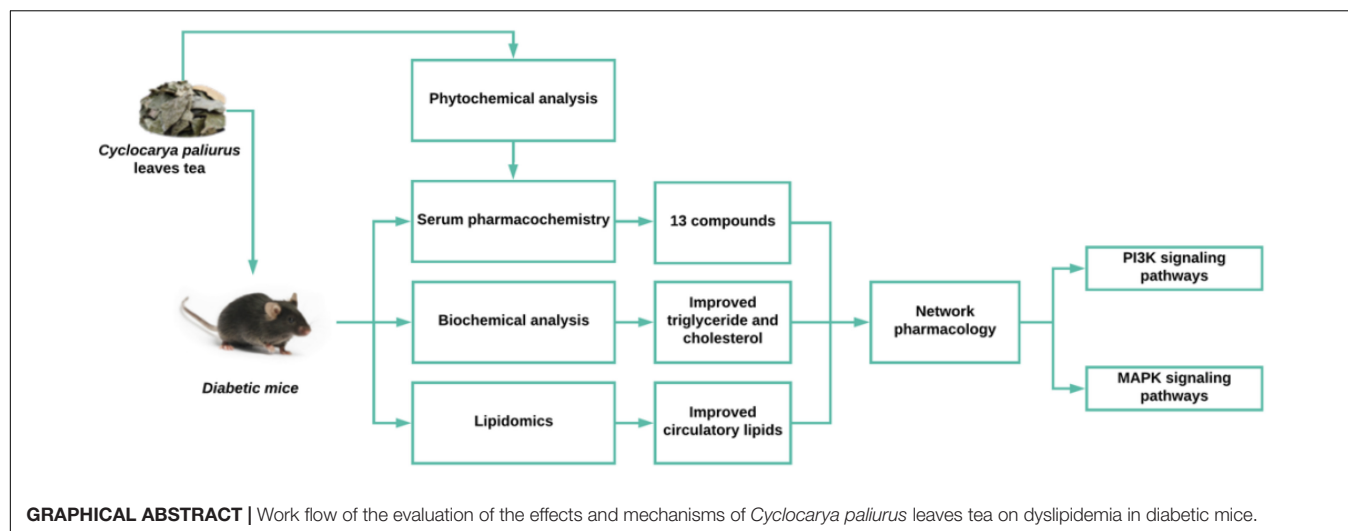 Phytochemical analysis
Cyclocarya paliurus
leaves tea
Serum pharmacochemistry
13 compounds
PI3K signaling
pathways
Biochemical analysis
Improved
triglyceride and
cholesterol
Network
pharmacology
Diabetic mice
MAPK signaling
pathways
Lipidomics
Improved
circulatory lipids
GRAPHICAL ABSTRACT | Work flow of the evaluation of the effects and mechanisms of Cyclocarya paliurus leaves tea on dyslipidemia in diabetic mice.